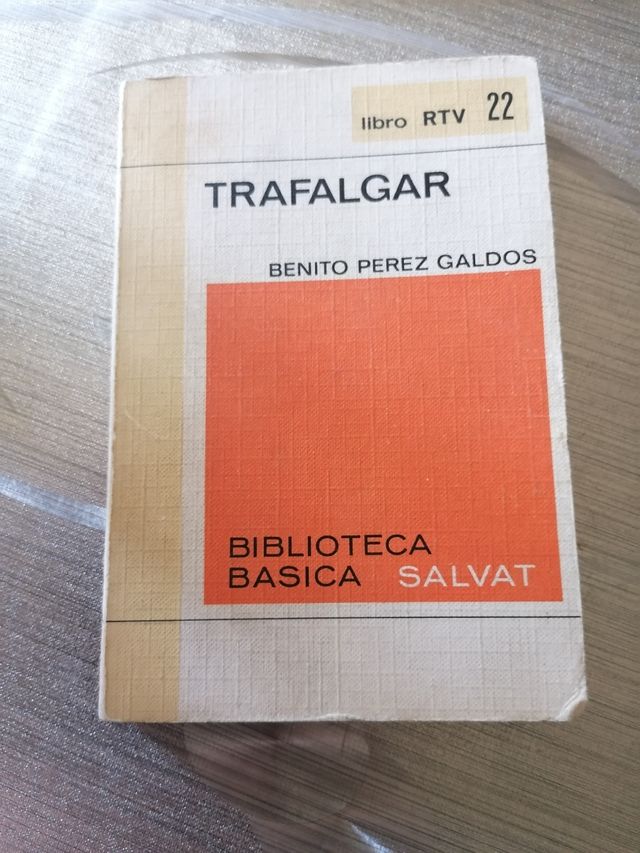 libro RTV 22
TRAFALGAR
BENITO PEREZ GALDOS
BIBLIOTECA
BASICA SALVAT